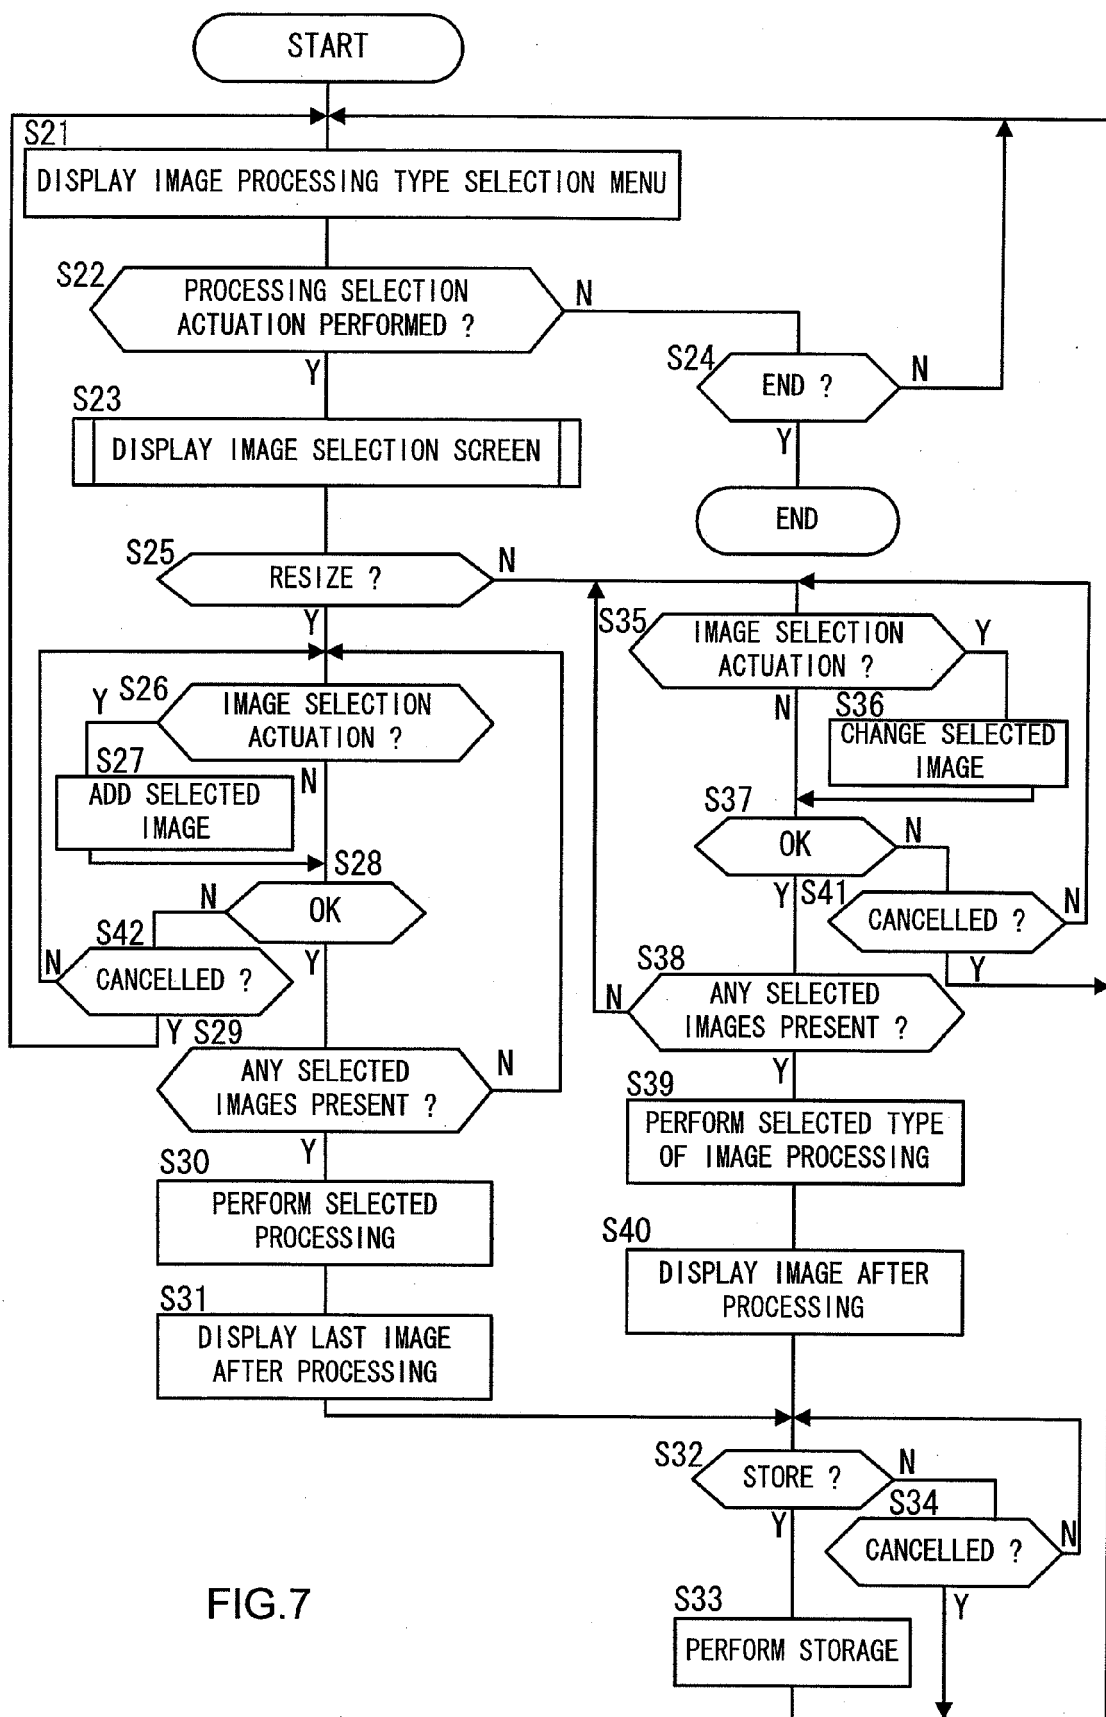 START
S21
DISPLAY IMAGE PROCESSING TYPE SELECTION MENU
S22
PROCESSING SELECTION
ACTUATION PERFORMED ?
N
Y
S24
END ?
N
Y
END
S23
DISPLAY IMAGE SELECTION SCREEN
S25
RESIZE ?
N
Y
S26
IMAGE SELECTION
ACTUATION ?
Y
N
S27
ADD SELECTED
IMAGE
S28
OK
N
Y
S42
CANCELLED ?
N
Y
S29
ANY SELECTED
IMAGES PRESENT ?
N
Y
S30
PERFORM SELECTED
PROCESSING
S31
DISPLAY LAST IMAGE
AFTER PROCESSING
S35
IMAGE SELECTION
ACTUATION ?
Y
N
S36
CHANGE SELECTED
IMAGE
S37
OK
N
Y
S41
CANCELLED ?
N
Y
S38
ANY SELECTED
IMAGES PRESENT ?
N
Y
S39
PERFORM SELECTED TYPE
OF IMAGE PROCESSING
S40
DISPLAY IMAGE AFTER
PROCESSING
S32
STORE ?
N
Y
S34
CANCELLED ?
N
Y
S33
PERFORM STORAGE
FIG.7